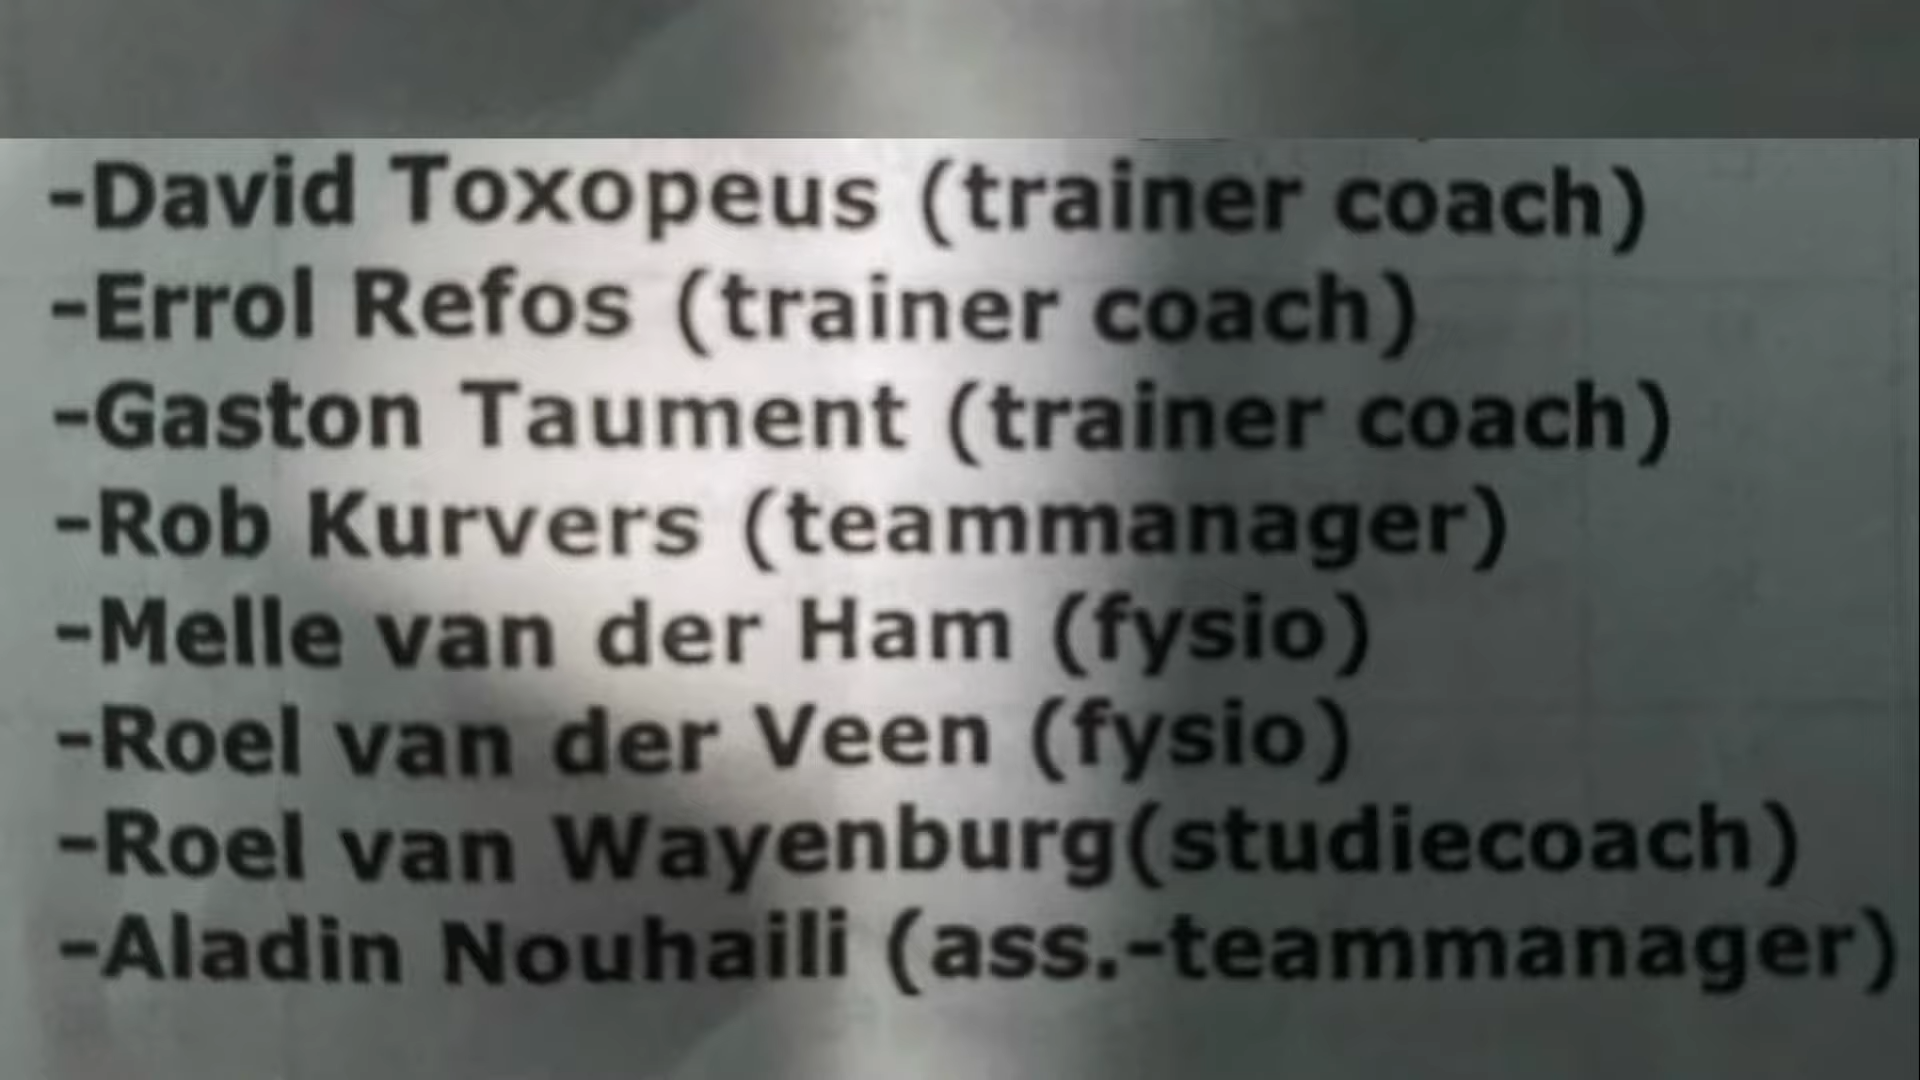 -David Toxopeus (trainer coach)
-Errol Refos (trainer coach)
-Gaston Taument (trainer coach)
-Rob Kurvers (teammanager)
-Melle van der Ham (fysio)
-Roel van der Veen (fysio)
-Roel van Wayenburg(studiecoach)
-Aladin Nouhaili (ass.-teammanager)